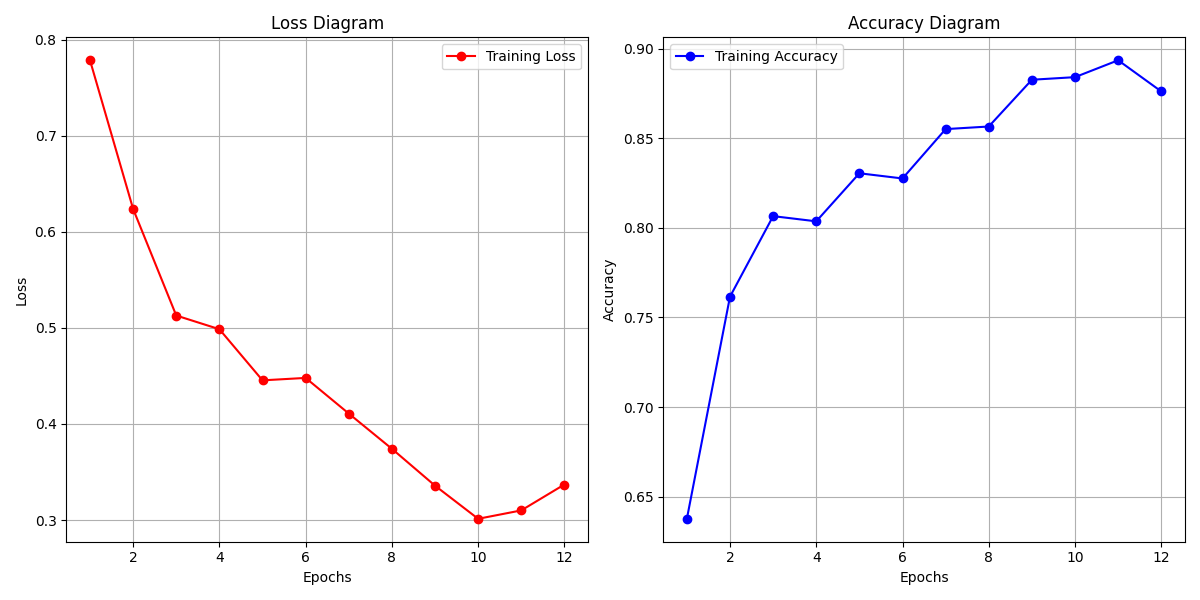 Loss Diagram
Training Loss
0.8
0.7
0.6
0.5
0.4
0.3
Loss
2 4 6 8 10 12
Epochs
Accuracy Diagram
Training Accuracy
0.90
0.85
0.80
0.75
0.70
0.65
Accuracy
2 4 6 8 10 12
Epochs